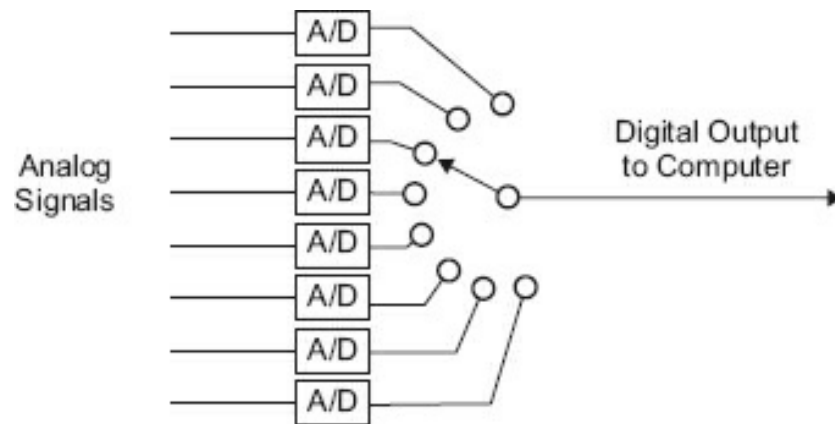 A/D
A/D
A/D
A/D
A/D
A/D
A/D
A/D
Analog
Signals
Digital Output
to Computer